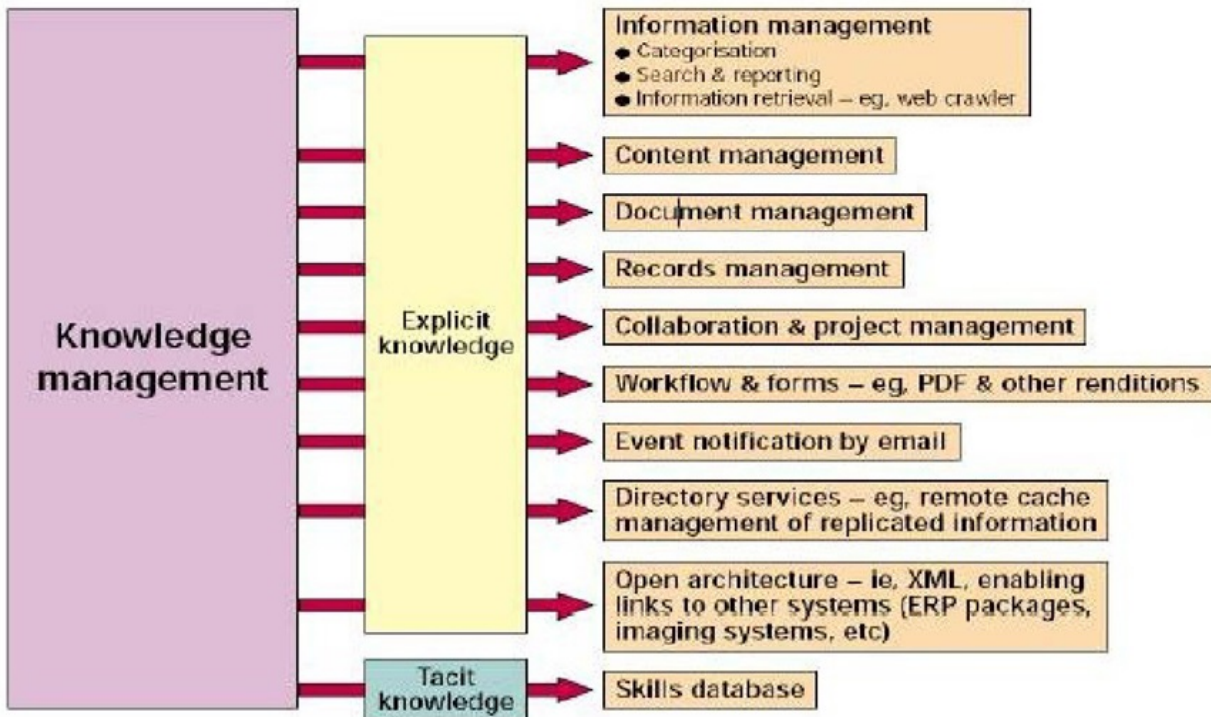 Knowledge
management
Explicit
knowledge
Tacit
knowledge
Information management
● Categorisation
● Search & reporting
● Information retrieval – eg, web crawler
Content management
Document management
Records management
Collaboration & project management
Workflow & forms – eg, PDF & other renditions
Event notification by email
Directory services – eg, remote cache
management of replicated information
Open architecture – ie, XML, enabling
links to other systems (ERP packages,
imaging systems, etc)
Skills database